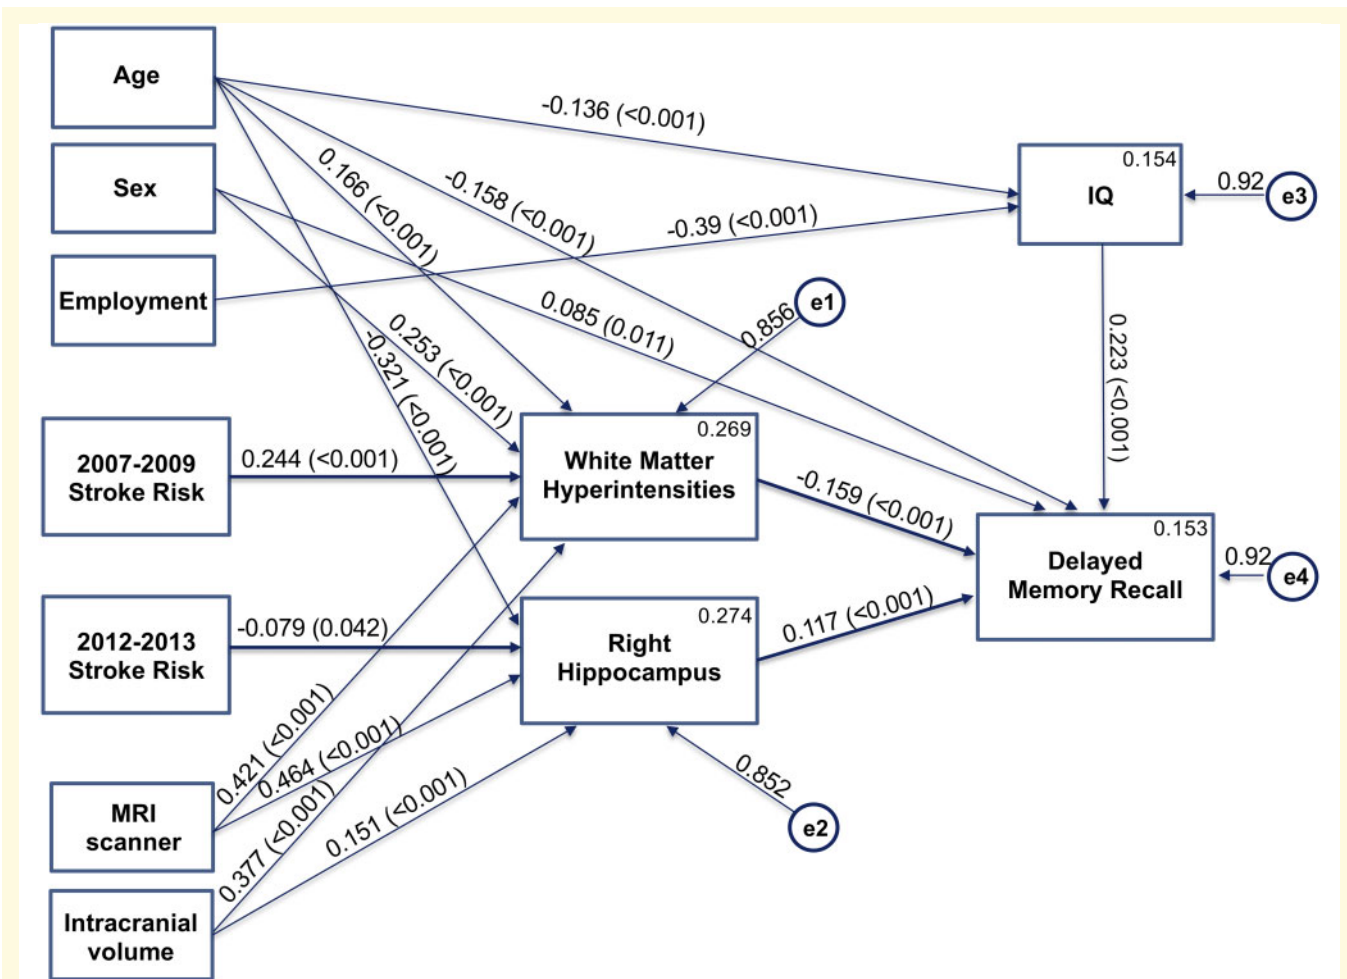 Age
-0.136 (<0.001)
0.154
IQ
0.92
e3
Sex
0.166 (<0.001)
-0.158 (<0.001)
-0.39 (<0.001)
Employment
0.253 (<0.001)
-0.321 (<0.001)
0.085 (0.011)
0.856
e1
0.223 (<0.001)
2007-2009
Stroke Risk
0.244 (<0.001)
0.269
White Matter
Hyperintensities
-0.159 (<0.001)
0.153
Delayed
Memory Recall
0.92
e4
2012-2013
Stroke Risk
-0.079 (0.042)
0.274
Right
Hippocampus
0.117 (<0.001)
0.421 (<0.001)
0.464 (<0.001)
0.377 (<0.001)
0.151 (<0.001)
0.852
e2
MRI
scanner
Intracranial
volume